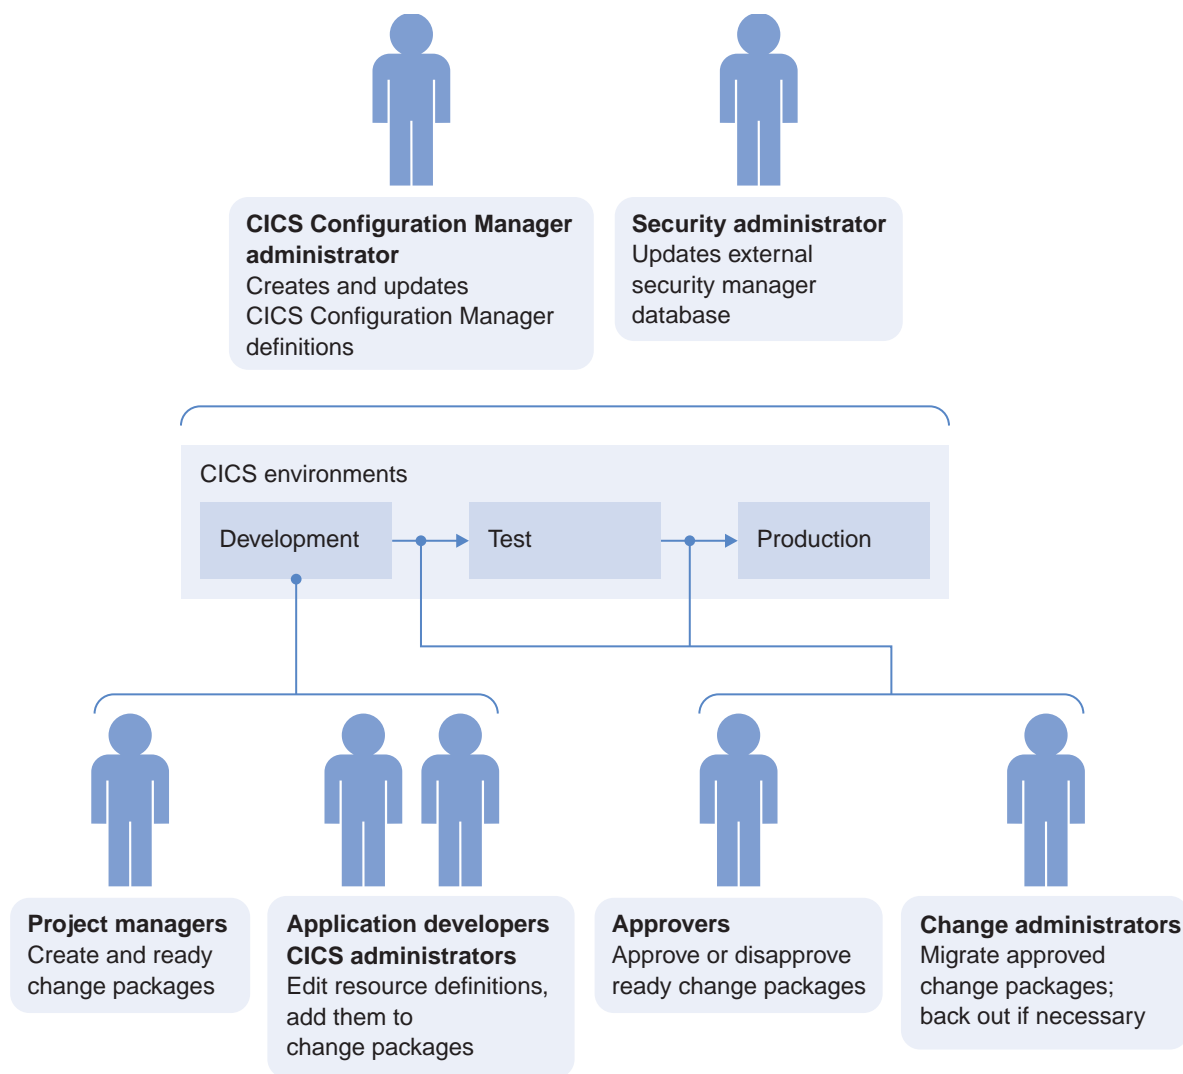 CICS Configuration Manager
administrator
Creates and updates
CICS Configuration Manager
definitions
Security administrator
Updates external
security manager
database
CICS environments
Development
Test
Production
Project managers
Create and ready
change packages
Application developers
CICS administrators
Edit resource definitions,
add them to
change packages
Approvers
Approve or disapprove
ready change packages
Change administrators
Migrate approved
change packages;
back out if necessary